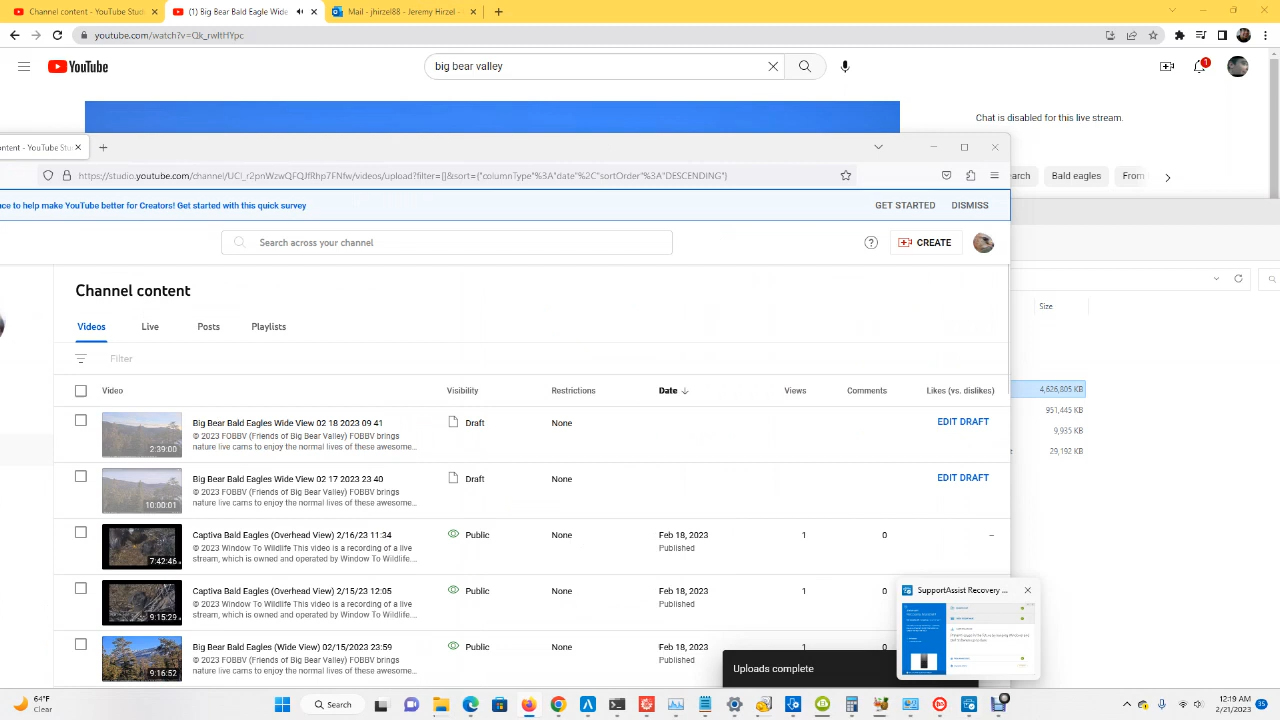 Channel content - YouTube Studio
(1) Big Bear Bald Eagles Wide
Mail - jhirzel88 - Jeremy Hirzel -
youtube.com/watch?v=Qk_rwItHYpc
YouTube
big bear valley
1
Chat is disabled for this live stream.
earch
Bald eagles
From
ontent - YouTube Stu
https://studio.youtube.com/channel/UCI_r2pnWzwQFQJfRhp7FNfw/videos/upload?filter=[]&sort={"columnType"%3A"date"%2C"sortOrder"%3A"DESCENDING"}
ce to help make YouTube better for Creators! Get started with this quick survey
GET STARTED
DISMISS
Search across your channel
CREATE
Channel content
Size
Videos
Live
Posts
Playlists
Filter
Video
Visibility
Restrictions
Date
Views
Comments
Likes (vs. dislikes)
4,626,805 KB
951,445 KB
9,935 KB
29,192 KB
Big Bear Bald Eagles Wide View 02 18 2023 09 41
Draft
None
EDIT DRAFT
© 2023 FOBBV (Friends of Big Bear Valley) FOBBV brings
nature live cams to enjoy the normal lives of these awesome...
2:39:00
Big Bear Bald Eagles Wide View 02 17 2023 23 40
Draft
None
EDIT DRAFT
© 2023 FOBBV (Friends of Big Bear Valley) FOBBV brings
nature live cams to enjoy the normal lives of these awesome...
10:00:01
Captiva Bald Eagles (Overhead View) 2/16/23 11:34
Public
None
Feb 18, 2023
1
0
–
© 2023 Window To Wildlife This video is a recording of a live
Published
stream, which is owned and operated by Window To Wildlife....
7:42:46
Captiva Bald Eagles (Overhead View) 2/15/23 12:05
Public
None
Feb 18, 2023
1
0
© 2023 Window To Wildlife This video is a recording of a live
Published
stream, which is owned and operated by Window To Wildlife....
9:15:29
Public
None
Feb 18, 2023
1
0
© 2023 FOBBV (Friends of Big Bear Valley) FOBBV brings
Published
nature live cams to enjoy the normal lives of these awesome...
9:16:52
SupportAssist Recovery ...
Uploads complete
64°F
Clear
Search
12:19 AM
2/21/2023
35